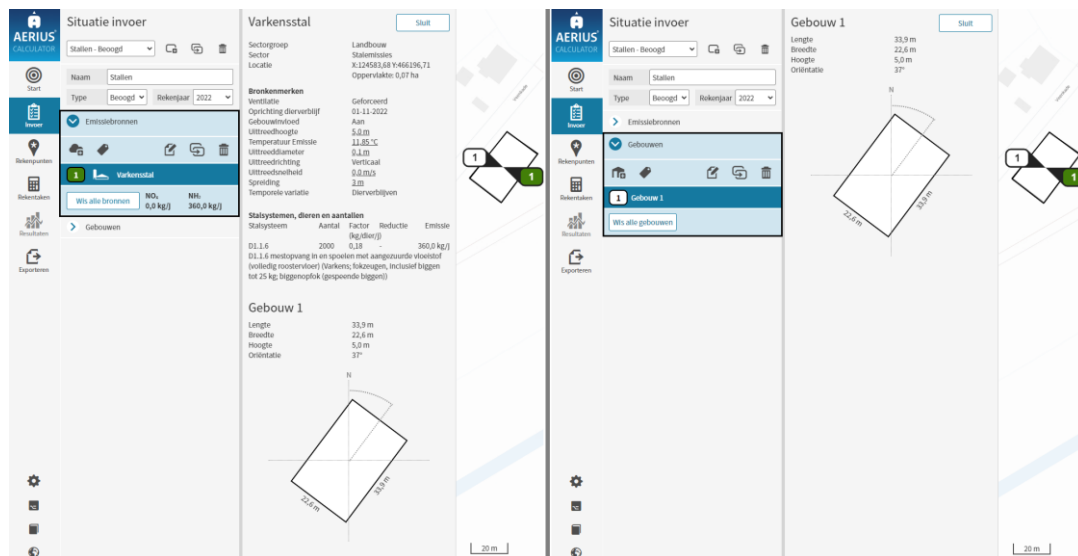 AERIUS
CALCULATOR
Start
Invoer
Rekenpunten
Rekentaken
Resultaten
Exporteren
Situatie invoer
Stallen - Beoogd
Naam Stallen
Type Beoogd Rekenjaar 2022
Emissiebronnen
1 Varkensstal
Wis alle bronnen NOₓ NH₃
0,0 kg/j 360,0 kg/j
Gebouwen
Varkensstal Sluit
Sectorgroep Landbouw
Sector Stalemissies
Locatie X:124583,68 Y:466196,71
Oppervlakte: 0,07 ha
Bronkenmerken
Ventilatie Geforceerd
Oprichting dierverblijf 01-11-2022
Gebouwinvloed Aan
Uittreedhoogte 5,0 m
Temperatuur Emissie 11,85 °C
Uittreeddiameter 0,1 m
Uittreedrichting Verticaal
Uittreedsnelheid 0,0 m/s
Spreiding 3 m
Temporele variatie Dierverblijven
Stalsystemen, dieren en aantallen
Stalsysteem Aantal Factor Reductie Emissie
(kg/dier/j)
D1.1.6 2000 0,18 - 360,0 kg/j
D1.1.6 mestopvang in en spoelen met aangezuurde vloeistof
(volledig roostervloer) (Varkens; fokzeugen, inclusief biggen
tot 25 kg; biggenopfok (gespeende biggen))
Gebouw 1
Lengte 33,9 m
Breedte 22,6 m
Hoogte 5,0 m
Oriëntatie 37°
N
22,6 m
33,9 m
1
1
20 m
AERIUS
CALCULATOR
Start
Invoer
Rekenpunten
Rekentaken
Resultaten
Exporteren
Situatie invoer
Stallen - Beoogd
Naam Stallen
Type Beoogd Rekenjaar 2022
Emissiebronnen
Gebouwen
1 Gebouw 1
Wis alle gebouwen
Gebouw 1 Sluit
Lengte 33,9 m
Breedte 22,6 m
Hoogte 5,0 m
Oriëntatie 37°
N
22,6 m
33,9 m
1
1
20 m